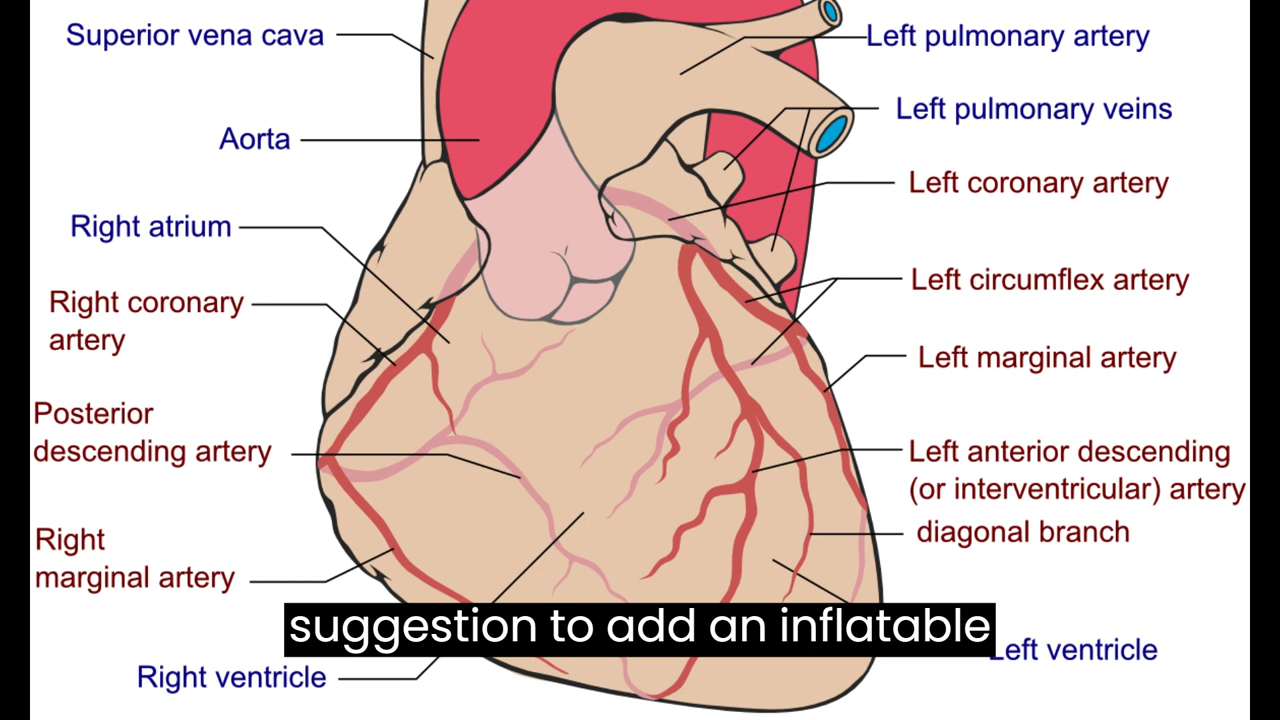 Superior vena cava
Left pulmonary artery
Left pulmonary veins
Aorta
Left coronary artery
Right atrium
Left circumflex artery
Right coronary
artery
Left marginal artery
Posterior
descending artery
Left anterior descending
(or interventricular) artery
diagonal branch
Right
marginal artery
suggestion to add an inflatable
Left ventricle
Right ventricle